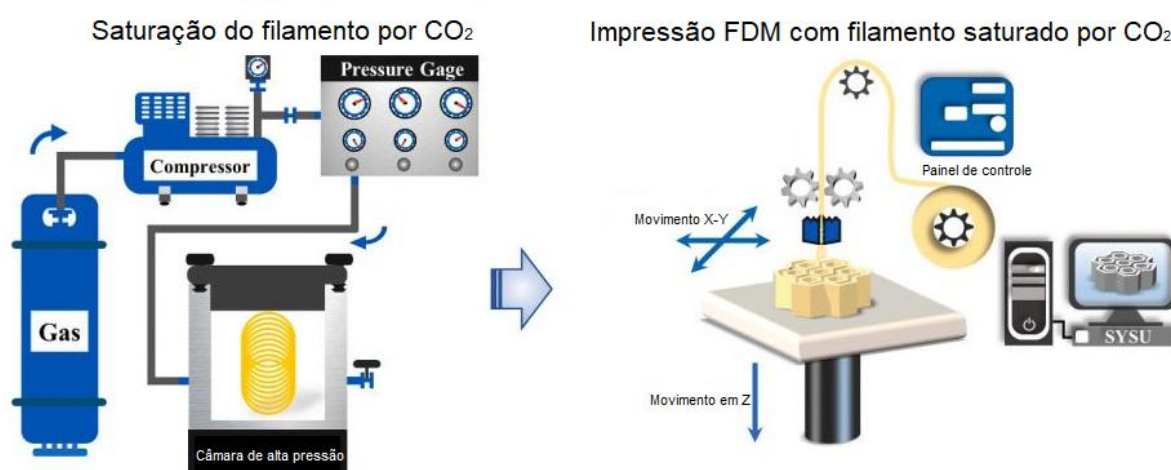 Saturação do filamento por CO₂
Impressão FDM com filamento saturado por CO₂
Pressure Gage
Compressor
Gas
Câmara de alta pressão
Painel de controle
Movimento X-Y
Movimento em Z
SYSU